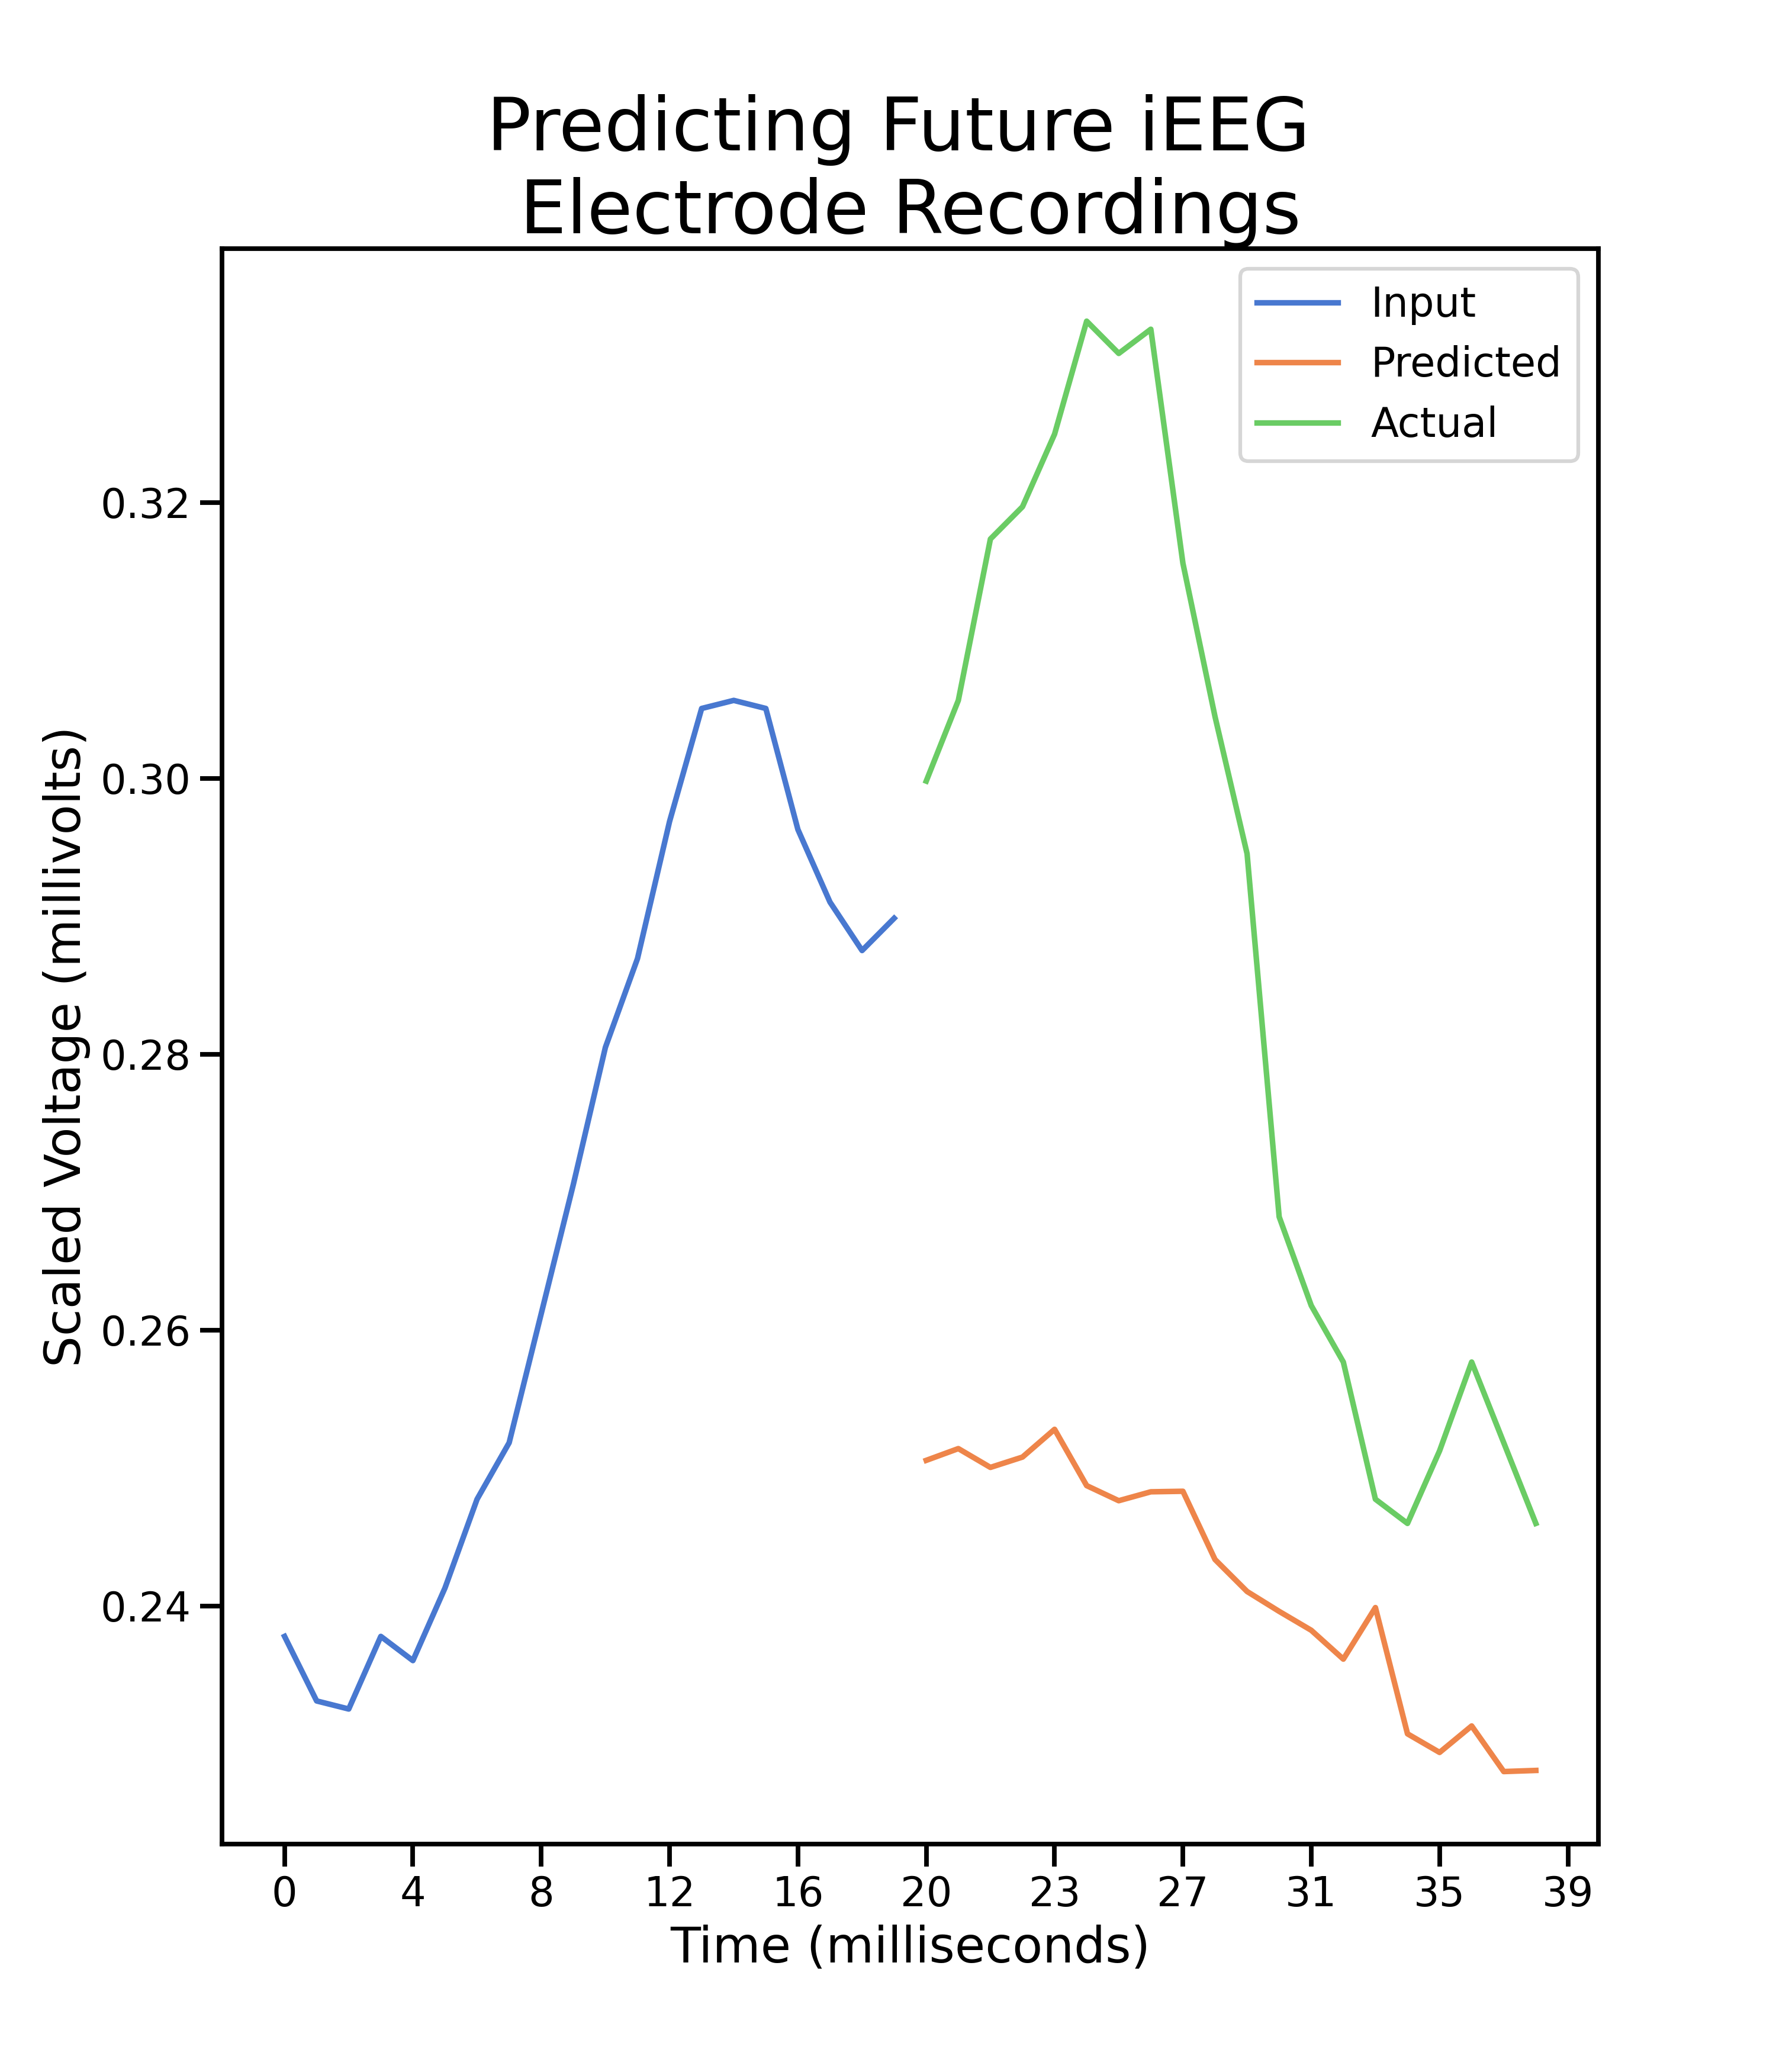 Predicting Future iEEG
Electrode Recordings
Input
Predicted
Actual
Scaled Voltage (millivolts)
0.32
0.30
0.28
0.26
0.24
0 4 8 12 16 20 23 27 31 35 39
Time (milliseconds)